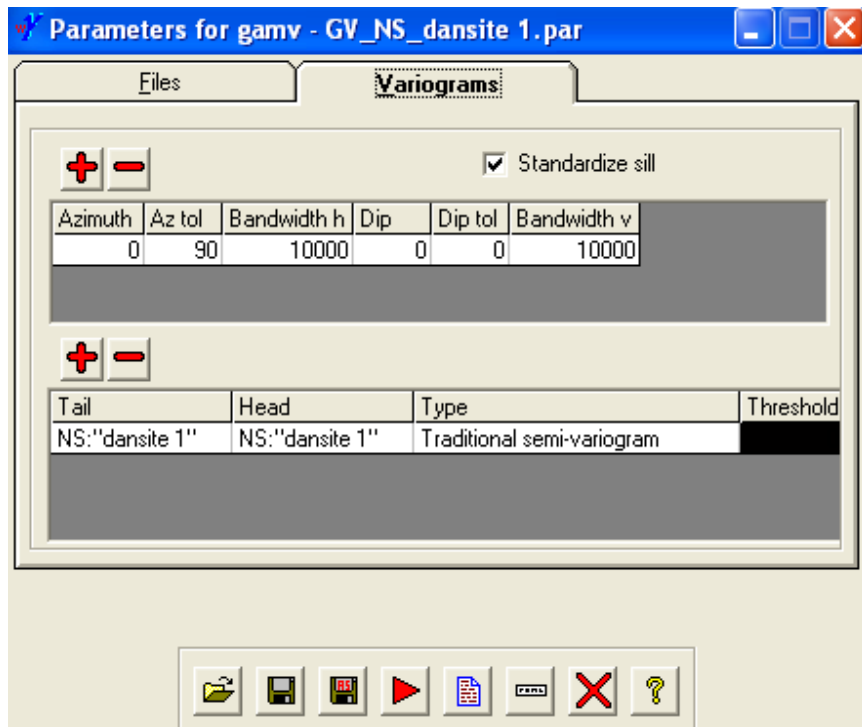 Parameters for gamv - GV_NS_dansite 1.par
Files Variograms
Standardize sill
Azimuth Az tol Bandwidth h Dip Dip tol Bandwidth v
0 90 10000 0 0 10000
Tail Head Type Threshold
NS:"dansite 1" NS:"dansite 1" Traditional semi-variogram